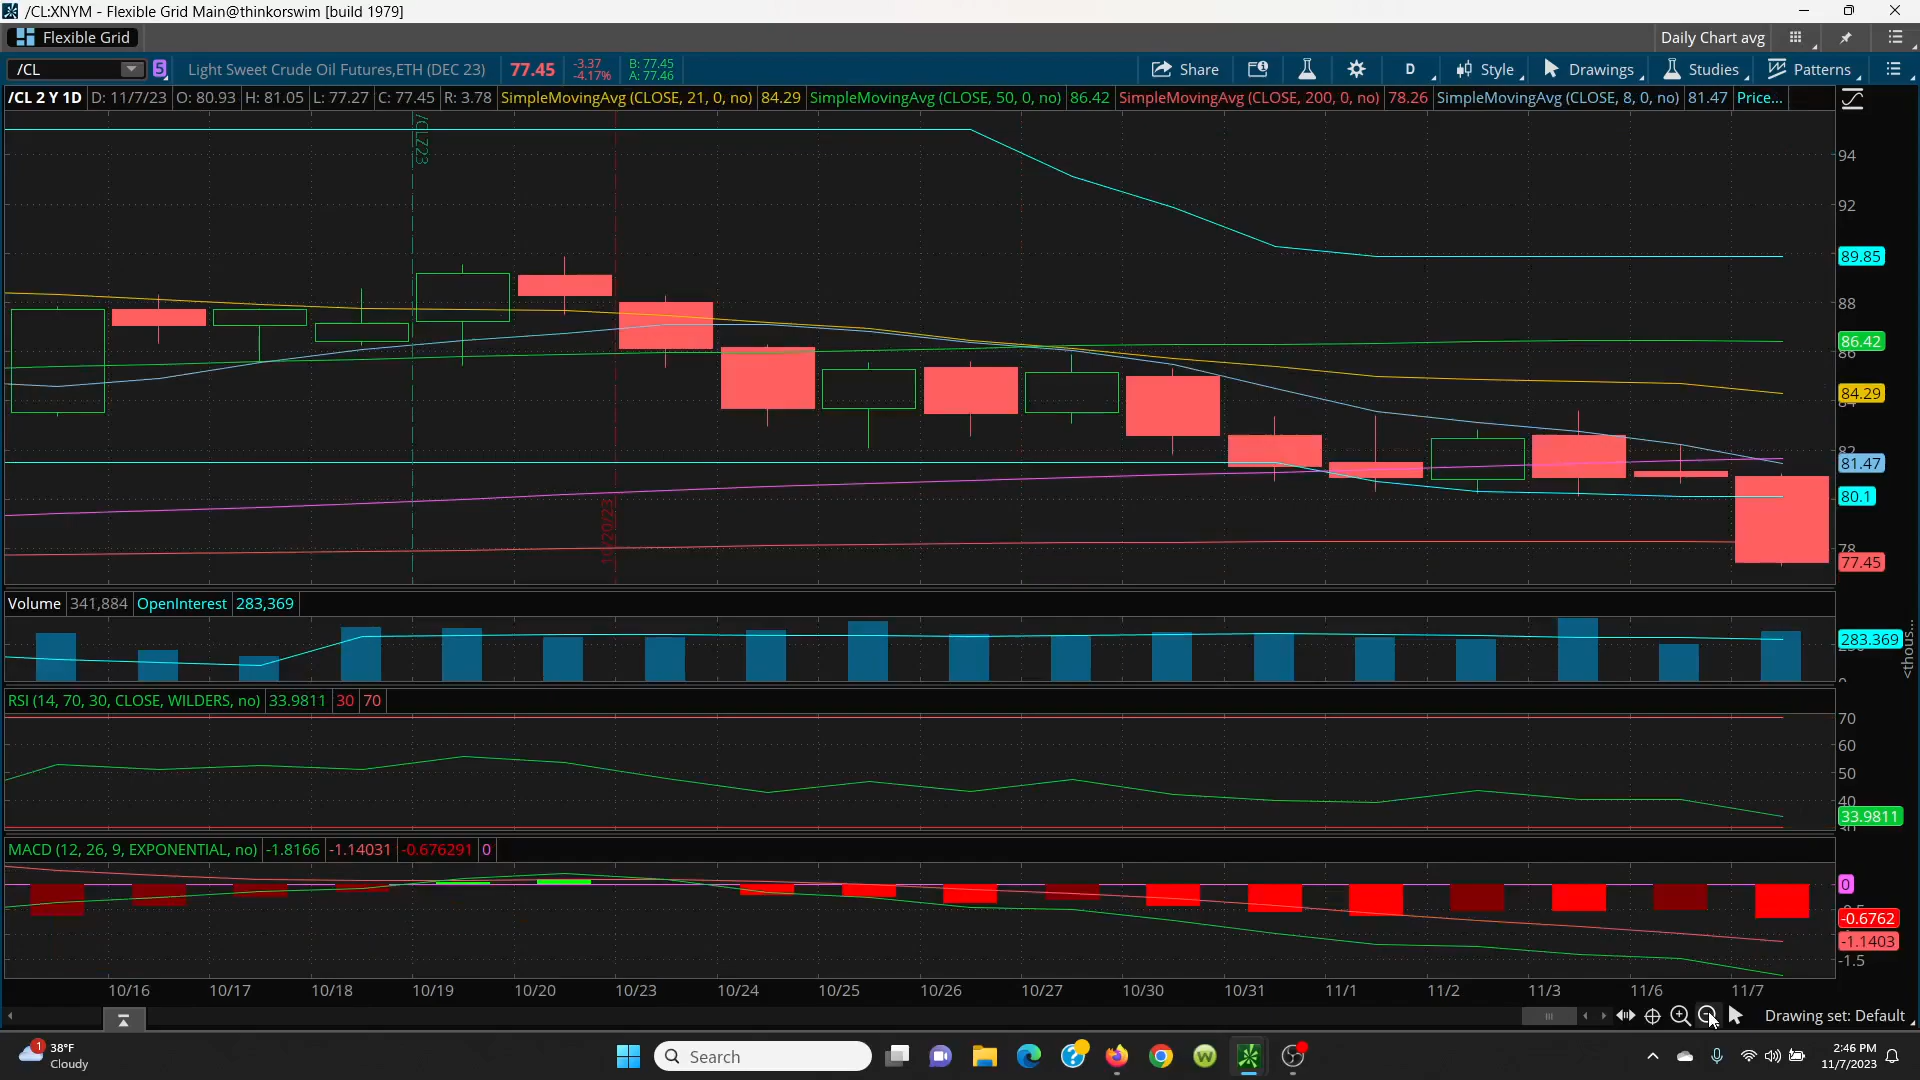 /CL:XNYM - Flexible Grid Main@thinkorswim [build 1979]
Flexible Grid
Daily Chart avg
/CL
5
Light Sweet Crude Oil Futures,ETH (DEC 23)
77.45
-3.37
-4.17%
B: 77.45
A: 77.46
Share
D
Style
Drawings
Studies
Patterns
/CL 2 Y 1D D: 11/7/23 O: 80.93 H: 81.05 L: 77.27 C: 77.45 R: 3.78 SimpleMovingAvg (CLOSE, 21, 0, no) 84.29 SimpleMovingAvg (CLOSE, 50, 0, no) 86.42 SimpleMovingAvg (CLOSE, 200, 0, no) 78.26 SimpleMovingAvg (CLOSE, 8, 0, no) 81.47 Price...
/CLZ23
94
92
89.85
88
86.42
86
84.29
82
81.47
80.1
78
77.45
Volume 341,884 OpenInterest 283,369
283.369
<thous...
RSI (14, 70, 30, CLOSE, WILDERS, no) 33.9811 30 70
70
60
50
40
33.9811
MACD (12, 26, 9, EXPONENTIAL, no) -1.8166 -1.14031 -0.676291 0
0
-0.6762
-1.1403
-1.5
10/16 10/17 10/18 10/19 10/20 10/23 10/24 10/25 10/26 10/27 10/30 10/31 11/1 11/2 11/3 11/6 11/7
Drawing set: Default
1
38°F
Cloudy
Search
2:46 PM
11/7/2023